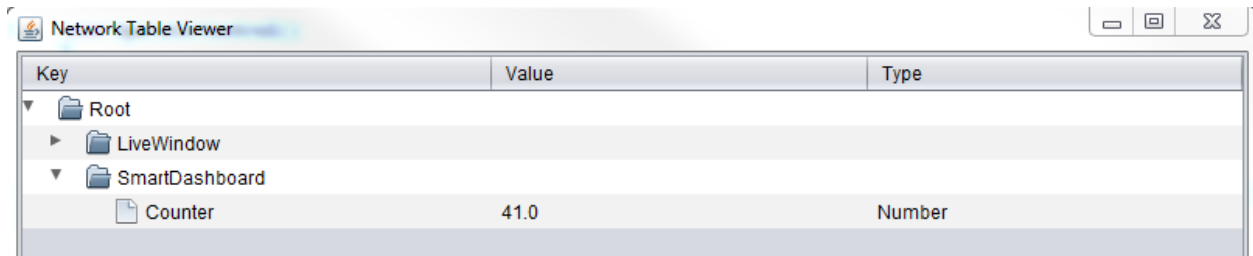 Network Table Viewer
Key Value Type
Root
LiveWindow
SmartDashboard
Counter 41.0 Number